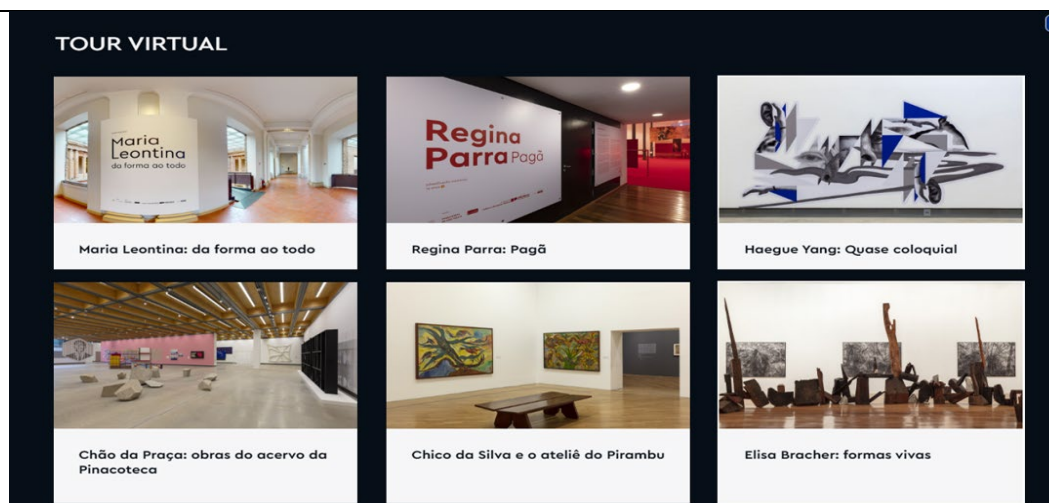 TOUR VIRTUAL
Maria
Leontina
da forma ao todo
Regina
Parra Pagã
Maria Leontina: da forma ao todo
Regina Parra: Pagã
Haegue Yang: Quase coloquial
Chão da Praça: obras do acervo da
Pinacoteca
Chico da Silva e o ateliê do Pirambu
Elisa Bracher: formas vivas